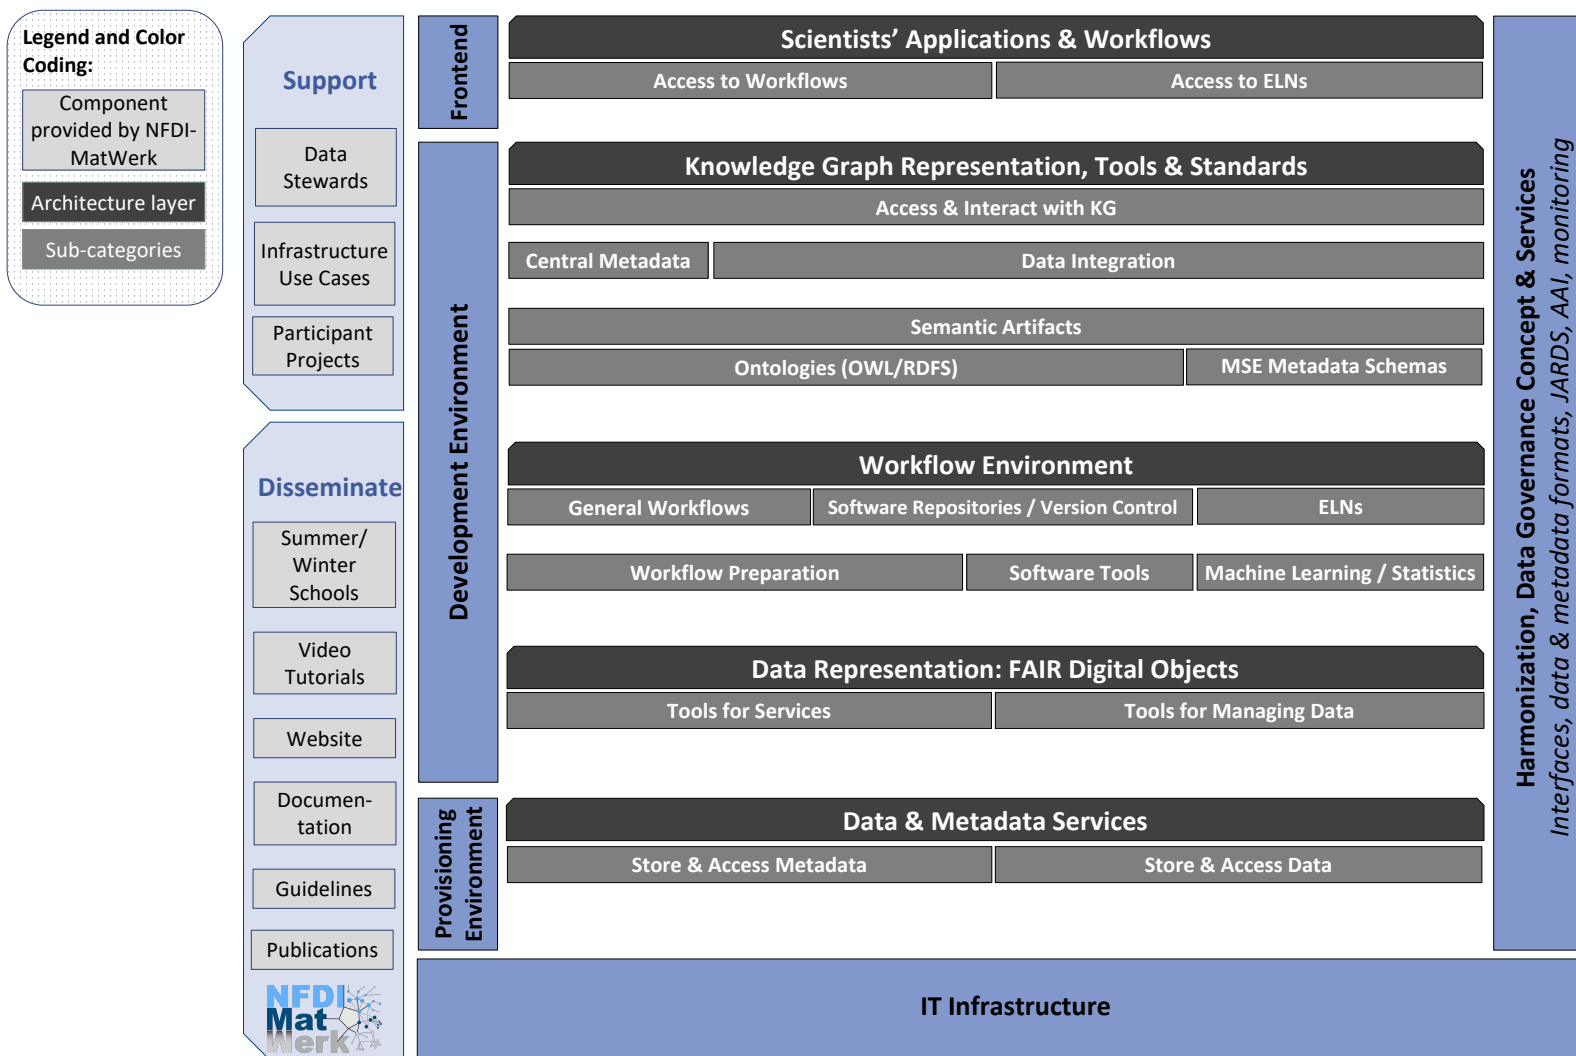 Legend and Color
Coding:
Component
provided by NFDI-
MatWerk
Architecture layer
Sub-categories
Support
Data
Stewards
Infrastructure
Use Cases
Participant
Projects
Disseminate
Summer/
Winter
Schools
Video
Tutorials
Website
Documen-
tation
Guidelines
Publications
NFDI
Mat
Werk
Frontend
Scientists’ Applications & Workflows
Access to Workflows
Access to ELNs
Development Environment
Knowledge Graph Representation, Tools & Standards
Access & Interact with KG
Central Metadata
Data Integration
Semantic Artifacts
Ontologies (OWL/RDFS)
MSE Metadata Schemas
Workflow Environment
General Workflows
Software Repositories / Version Control
ELNs
Workflow Preparation
Software Tools
Machine Learning / Statistics
Data Representation: FAIR Digital Objects
Tools for Services
Tools for Managing Data
Provisioning
Environment
Data & Metadata Services
Store & Access Metadata
Store & Access Data
Harmonization, Data Governance Concept & Services
Interfaces, data & metadata formats, JARDS, AAI, monitoring
IT Infrastructure